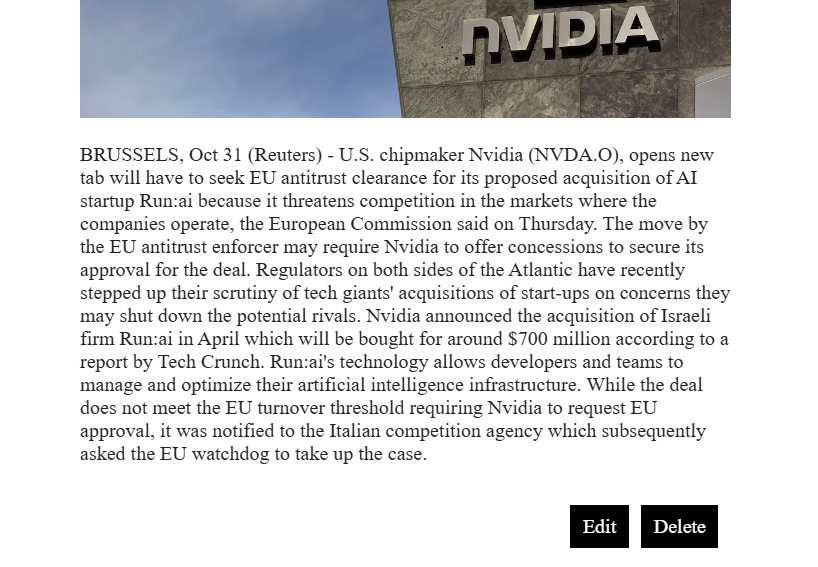 nVIDIA
BRUSSELS, Oct 31 (Reuters) - U.S. chipmaker Nvidia (NVDA.O), opens new
tab will have to seek EU antitrust clearance for its proposed acquisition of AI
startup Run:ai because it threatens competition in the markets where the
companies operate, the European Commission said on Thursday. The move by
the EU antitrust enforcer may require Nvidia to offer concessions to secure its
approval for the deal. Regulators on both sides of the Atlantic have recently
stepped up their scrutiny of tech giants' acquisitions of start-ups on concerns they
may shut down the potential rivals. Nvidia announced the acquisition of Israeli
firm Run:ai in April which will be bought for around $700 million according to a
report by Tech Crunch. Run:ai's technology allows developers and teams to
manage and optimize their artificial intelligence infrastructure. While the deal
does not meet the EU turnover threshold requiring Nvidia to request EU
approval, it was notified to the Italian competition agency which subsequently
asked the EU watchdog to take up the case.
Edit Delete